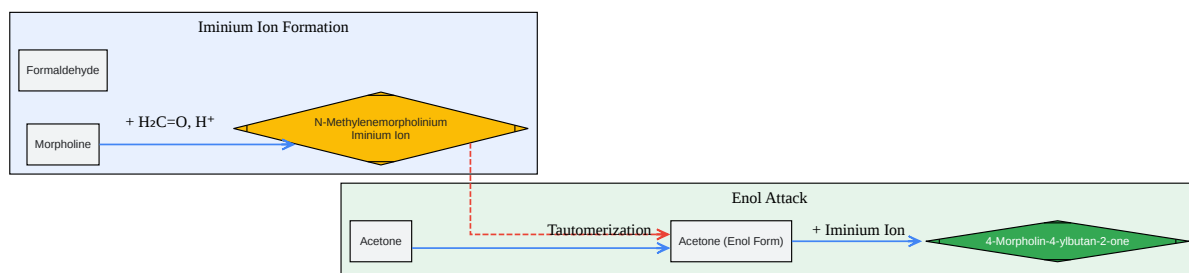 Iminium Ion Formation
Formaldehyde
+ H₂C=O, H⁺
N-Methylenemorpholinium
Iminium Ion
Morpholine
Enol Attack
Acetone
Tautomerization
Acetone (Enol Form)
+ Iminium Ion
4-Morpholin-4-ylbutan-2-one